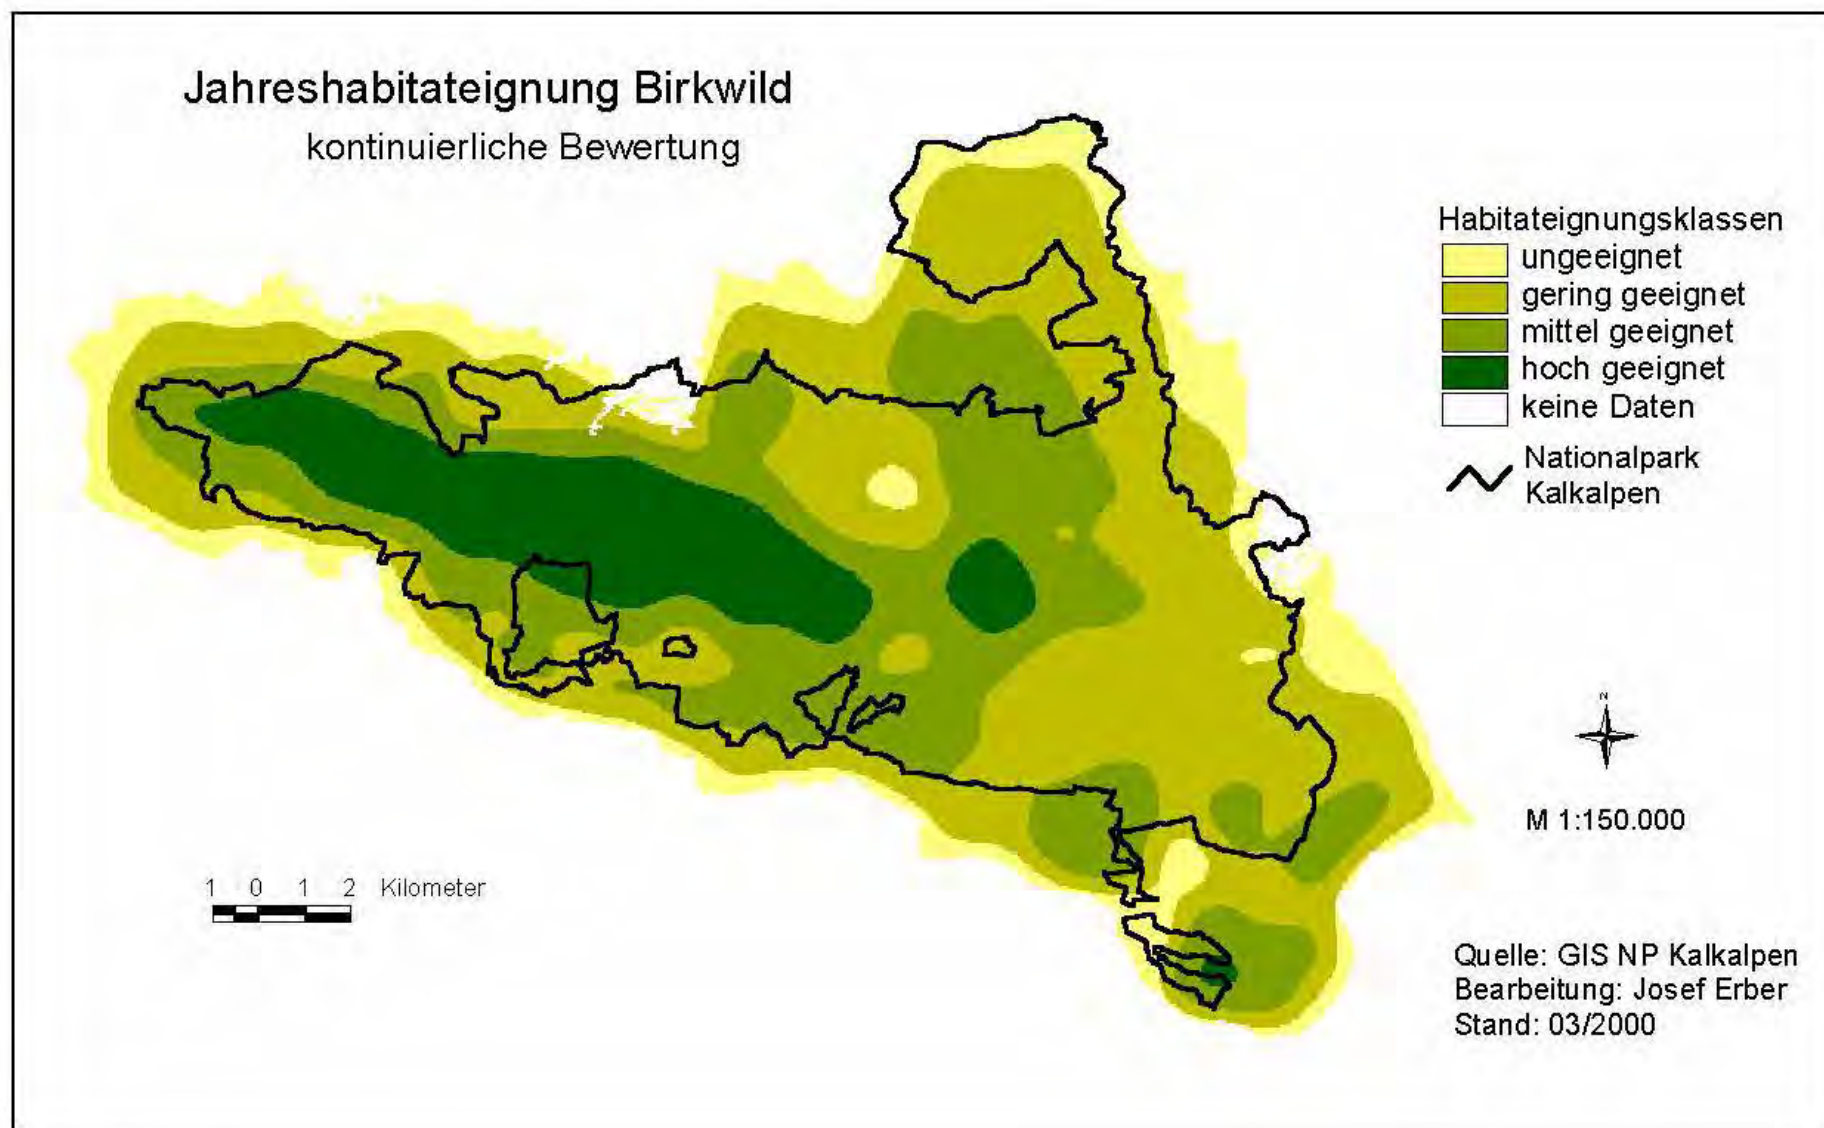 Jahreshabitateignung Birkwild
kontinuierliche Bewertung
Habitateignungsklassen
ungeeignet
gering geeignet
mittel geeignet
hoch geeignet
keine Daten
Nationalpark
Kalkalpen
N
M 1:150.000
1 0 1 2 Kilometer
Quelle: GIS NP Kalkalpen
Bearbeitung: Josef Erber
Stand: 03/2000